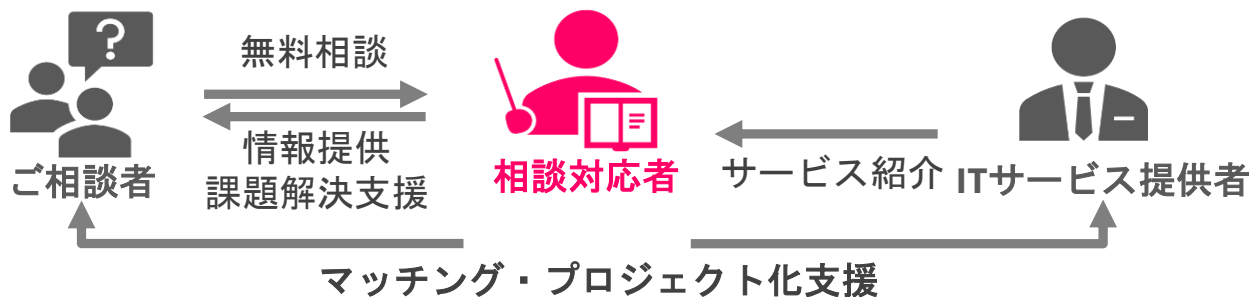 ?
無料相談
情報提供
課題解決支援
ご相談者
相談対応者
サービス紹介
ITサービス提供者
マッチング・プロジェクト化支援